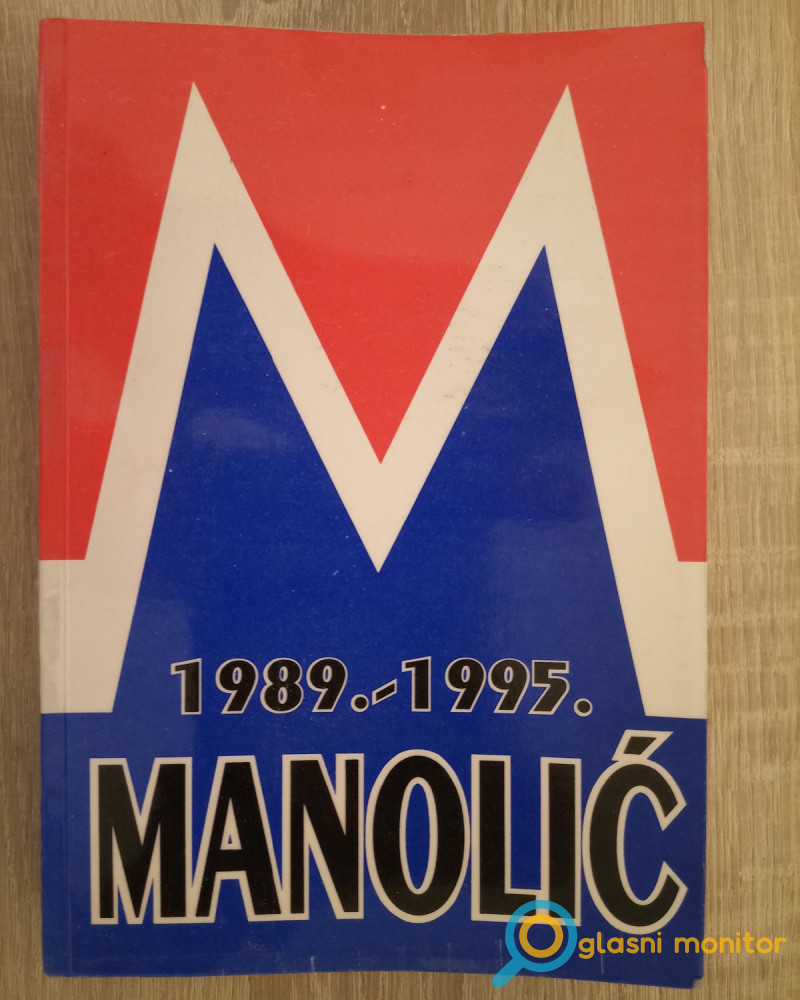 M
1989.-1995.
MANOLIĆ
Oglasni monitor